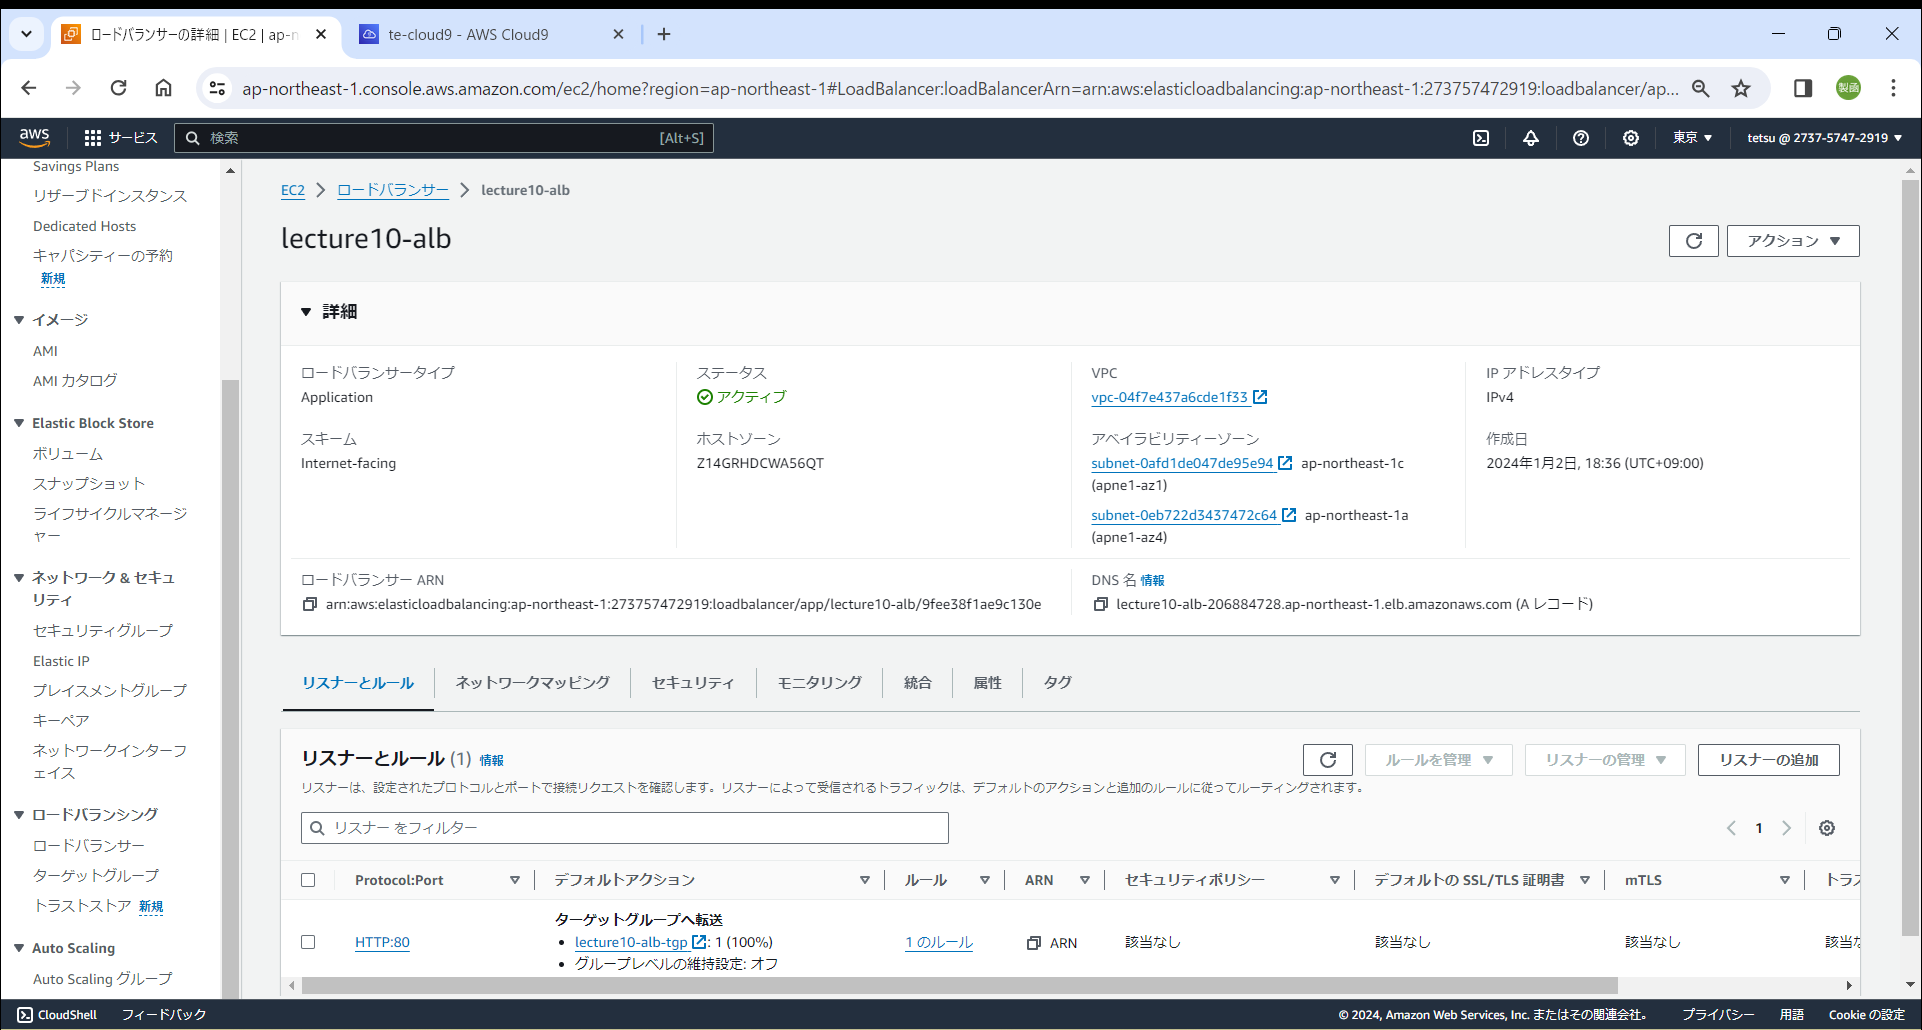 ロードバランサーの詳細 | EC2 | ap-n
te-cloud9 - AWS Cloud9
ap-northeast-1.console.aws.amazon.com/ec2/home?region=ap-northeast-1#LoadBalancer:loadBalancerArn=arn:aws:elasticloadbalancing:ap-northeast-1:273757472919:loadbalancer/ap...
製函
aws
サービス
検索
[Alt+S]
東京
tetsu @ 2737-5747-2919
Savings Plans
リザーブドインスタンス
Dedicated Hosts
キャパシティーの予約
新規
イメージ
AMI
AMI カタログ
Elastic Block Store
ボリューム
スナップショット
ライフサイクルマネージ
ャー
ネットワーク & セキュ
リティ
セキュリティグループ
Elastic IP
プレイスメントグループ
キーペア
ネットワークインターフ
ェイス
ロードバランシング
ロードバランサー
ターゲットグループ
トラストストア 新規
Auto Scaling
Auto Scaling グループ
EC2
ロードバランサー
lecture10-alb
lecture10-alb
アクション
詳細
ロードバランサータイプ
Application
ステータス
アクティブ
VPC
vpc-04f7e437a6cde1f33
IP アドレスタイプ
IPv4
スキーム
Internet-facing
ホストゾーン
Z14GRHDCWA56QT
アベイラビリティーゾーン
subnet-0afd1de047de95e94 ap-northeast-1c
(apne1-az1)
subnet-0eb722d3437472c64 ap-northeast-1a
(apne1-az4)
作成日
2024年1月2日, 18:36 (UTC+09:00)
ロードバランサー ARN
arn:aws:elasticloadbalancing:ap-northeast-1:273757472919:loadbalancer/app/lecture10-alb/9fee38f1ae9c130e
DNS 名 情報
lecture10-alb-206884728.ap-northeast-1.elb.amazonaws.com (A レコード)
リスナーとルール
ネットワークマッピング
セキュリティ
モニタリング
統合
属性
タグ
リスナーとルール (1) 情報
ルールを管理
リスナーの管理
リスナーの追加
リスナーは、設定されたプロトコルとポートで接続リクエストを確認します。リスナーによって受信されるトラフィックは、デフォルトのアクションと追加のルールに従ってルーティングされます。
リスナー をフィルター
1
Protocol:Port
デフォルトアクション
ルール
ARN
セキュリティポリシー
デフォルトの SSL/TLS 証明書
mTLS
トラス
HTTP:80
ターゲットグループへ転送
• lecture10-alb-tgp : 1 (100%)
• グループレベルの維持設定: オフ
1 のルール
ARN
該当なし
該当なし
該当なし
該当な
CloudShell
フィードバック
© 2024, Amazon Web Services, Inc. またはその関連会社。
プライバシー
用語
Cookie の設定